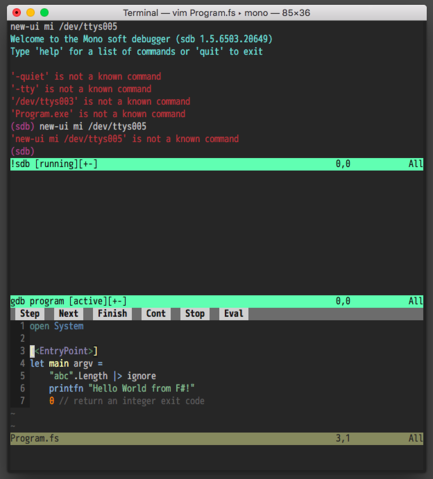 Terminal — vim Program.fs ▸ mono — 85×36
new-ui mi /dev/ttys005
Welcome to the Mono soft debugger (sdb 1.5.6503.20649)
Type 'help' for a list of commands or 'quit' to exit
'-quiet' is not a known command
'-tty' is not a known command
'/dev/ttys003' is not a known command
'Program.exe' is not a known command
(sdb) new-ui mi /dev/ttys005
'new-ui mi /dev/ttys005' is not a known command
(sdb)
!sdb [running][+-] 0,0 All
gdb program [active][+-] 0,0 All
Step Next Finish Cont Stop Eval
1 open System
2
3 [<EntryPoint>]
4 let main argv =
5 "abc".Length |> ignore
6 printfn "Hello World from F#!"
7 0 // return an integer exit code
~
~
Program.fs 3,1 All